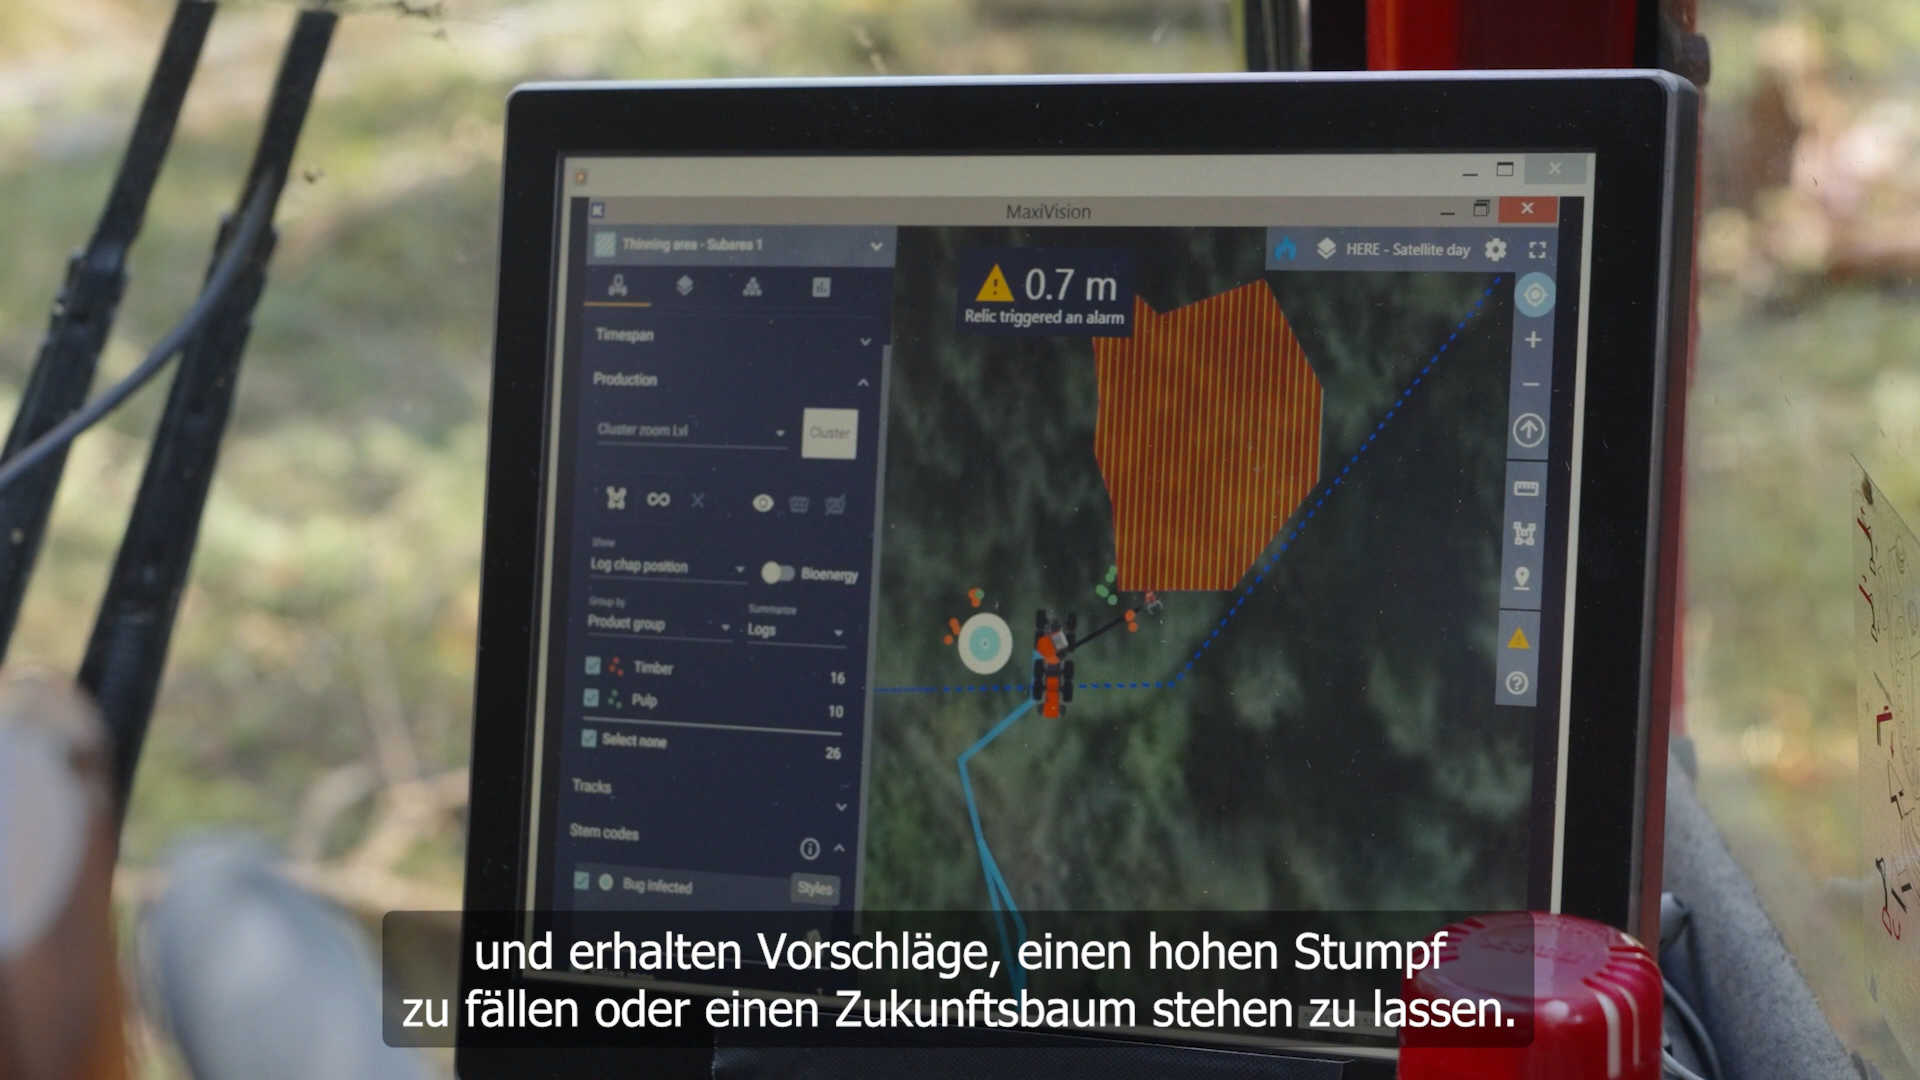 MaxiVision
Thinning area - Subarea 1
HERE - Satellite day
0.7 m
Relic triggered an alarm
Timespan
Production
Cluster zoom Lvl
Cluster
Show
Log chap position
Bioenergy
Group by
Product group
Summarize
Logs
Timber 16
Pulp 10
Select none 26
Tracks
Stem codes
Bug infected
Styles
und erhalten Vorschläge, einen hohen Stumpf
zu fällen oder einen Zukunftsbaum stehen zu lassen.